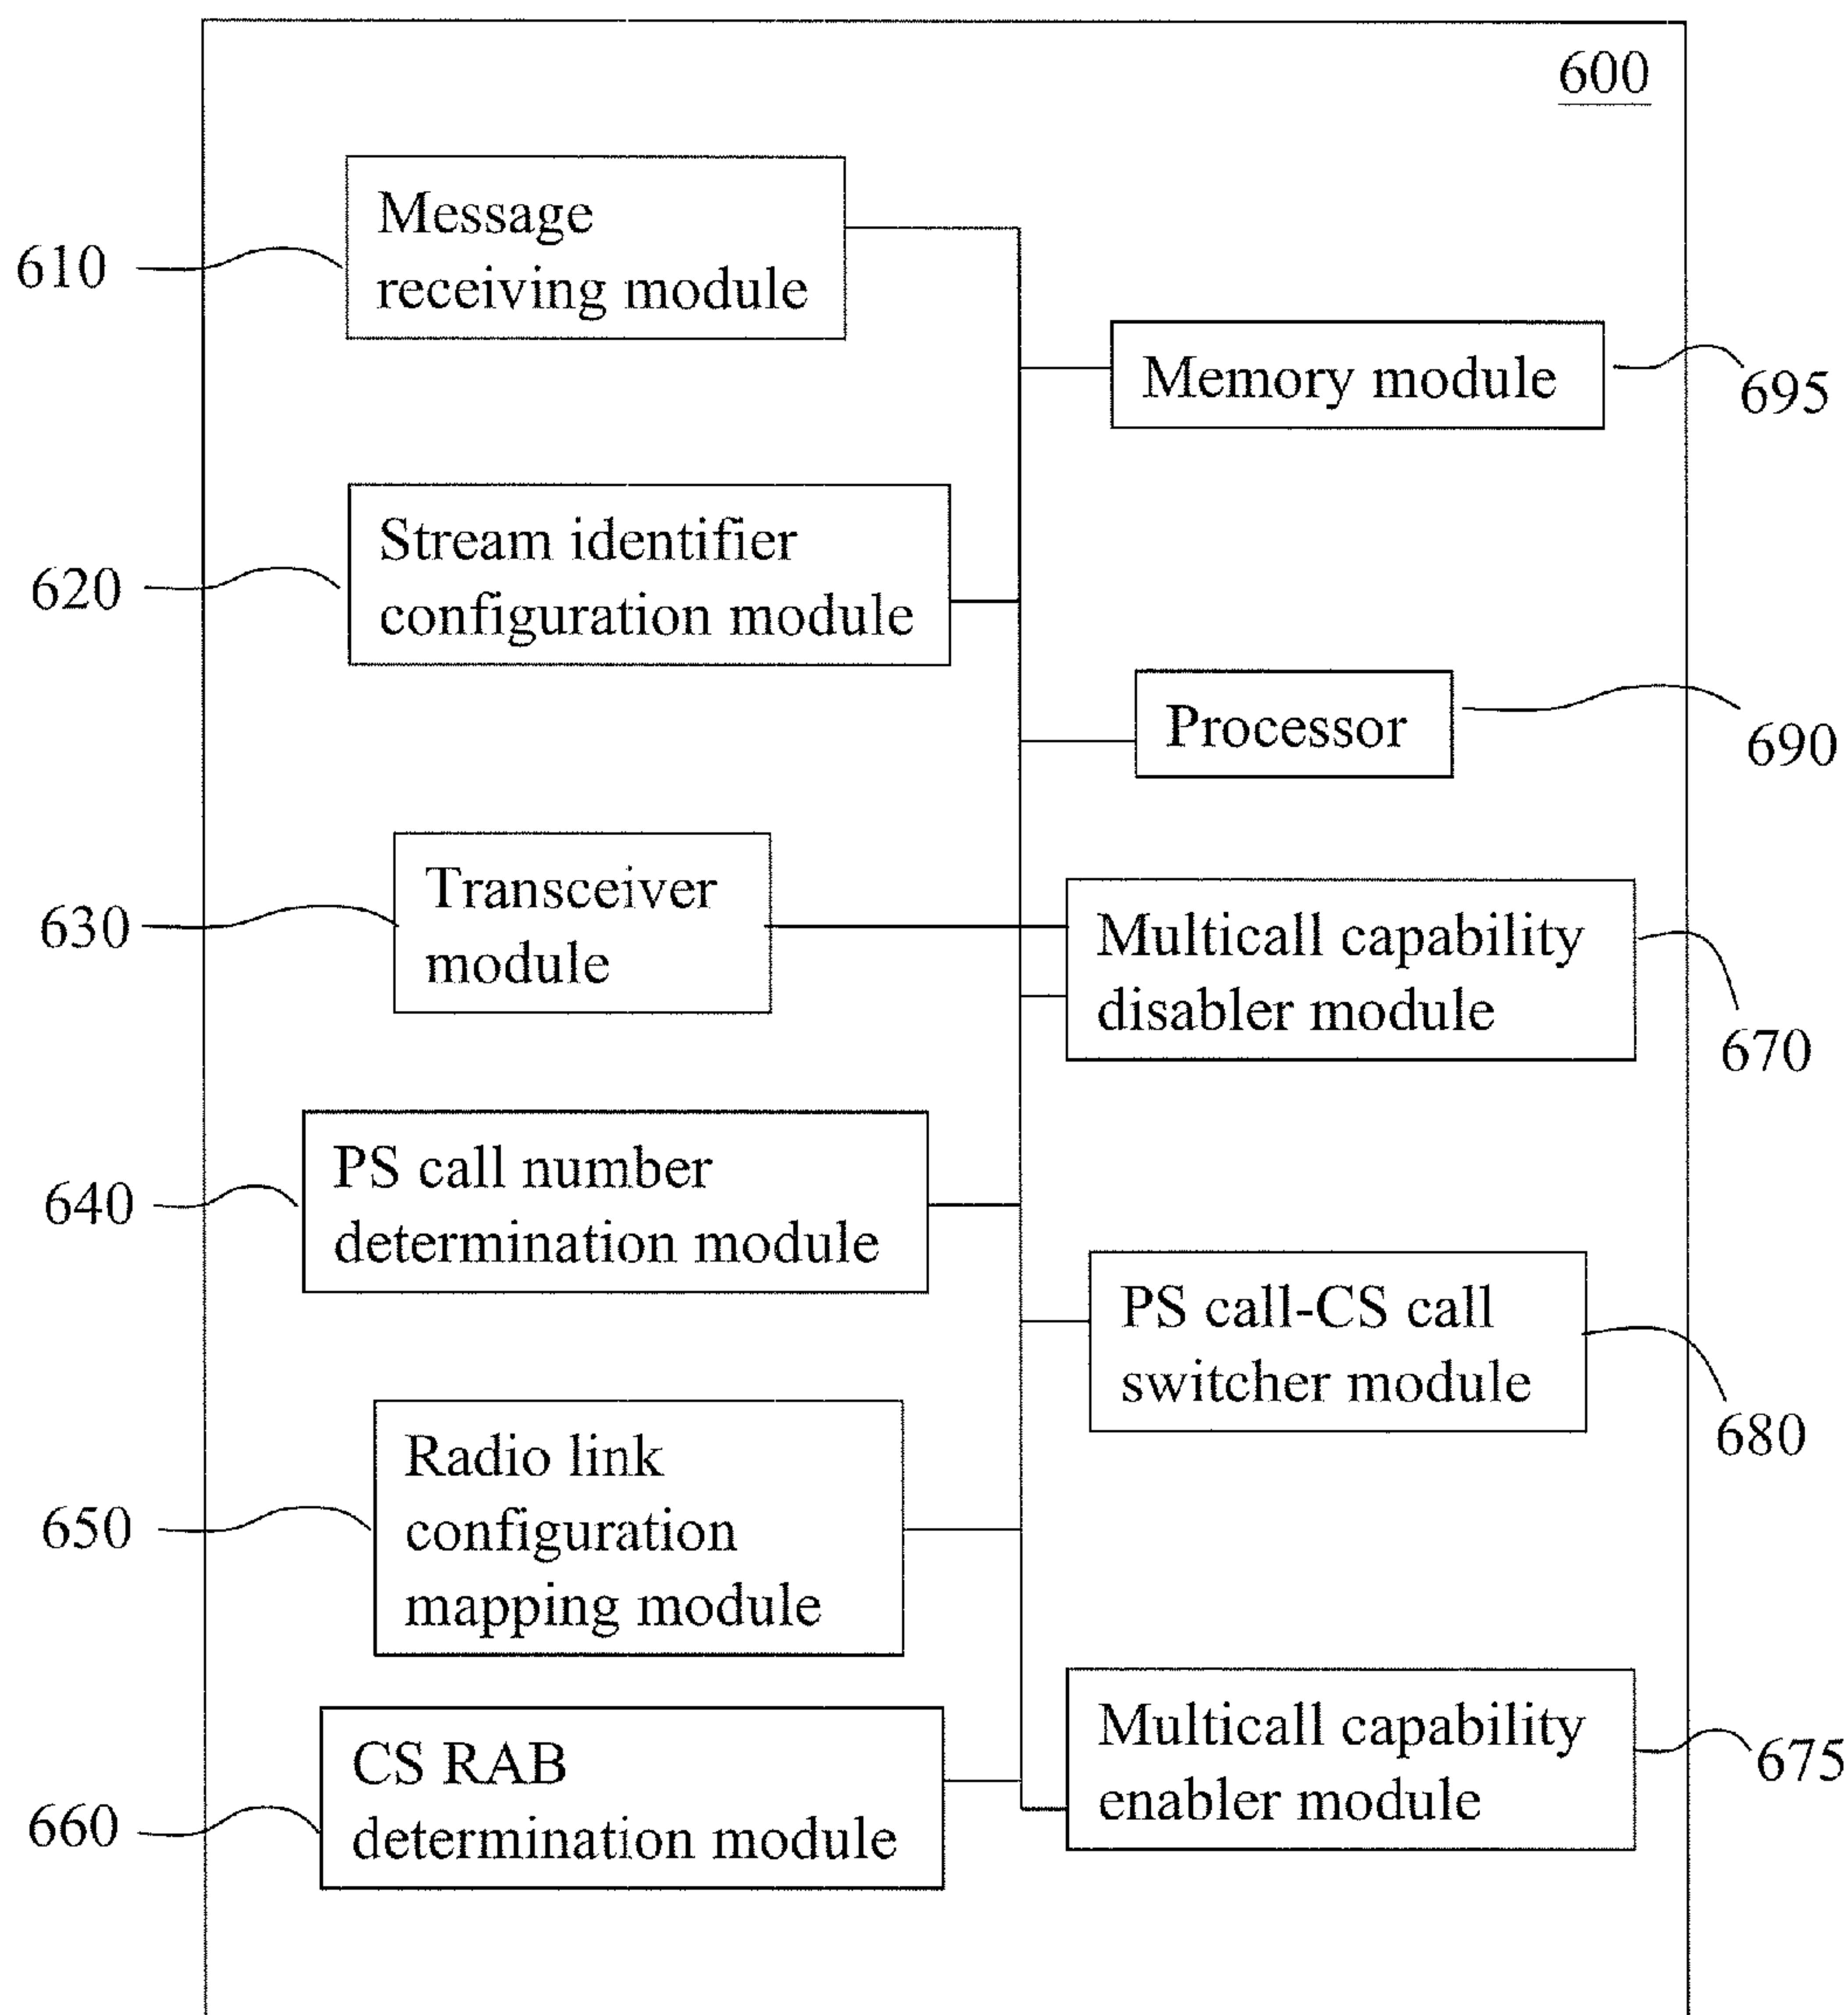 600
Message
receiving module
610
Memory module
695
Stream identifier
configuration module
620
Processor
690
Transceiver
module
630
Multicall capability
disabler module
670
PS call number
determination module
640
PS call-CS call
switcher module
680
Radio link
configuration
mapping module
650
Multicall capability
enabler module
675
CS RAB
determination module
660